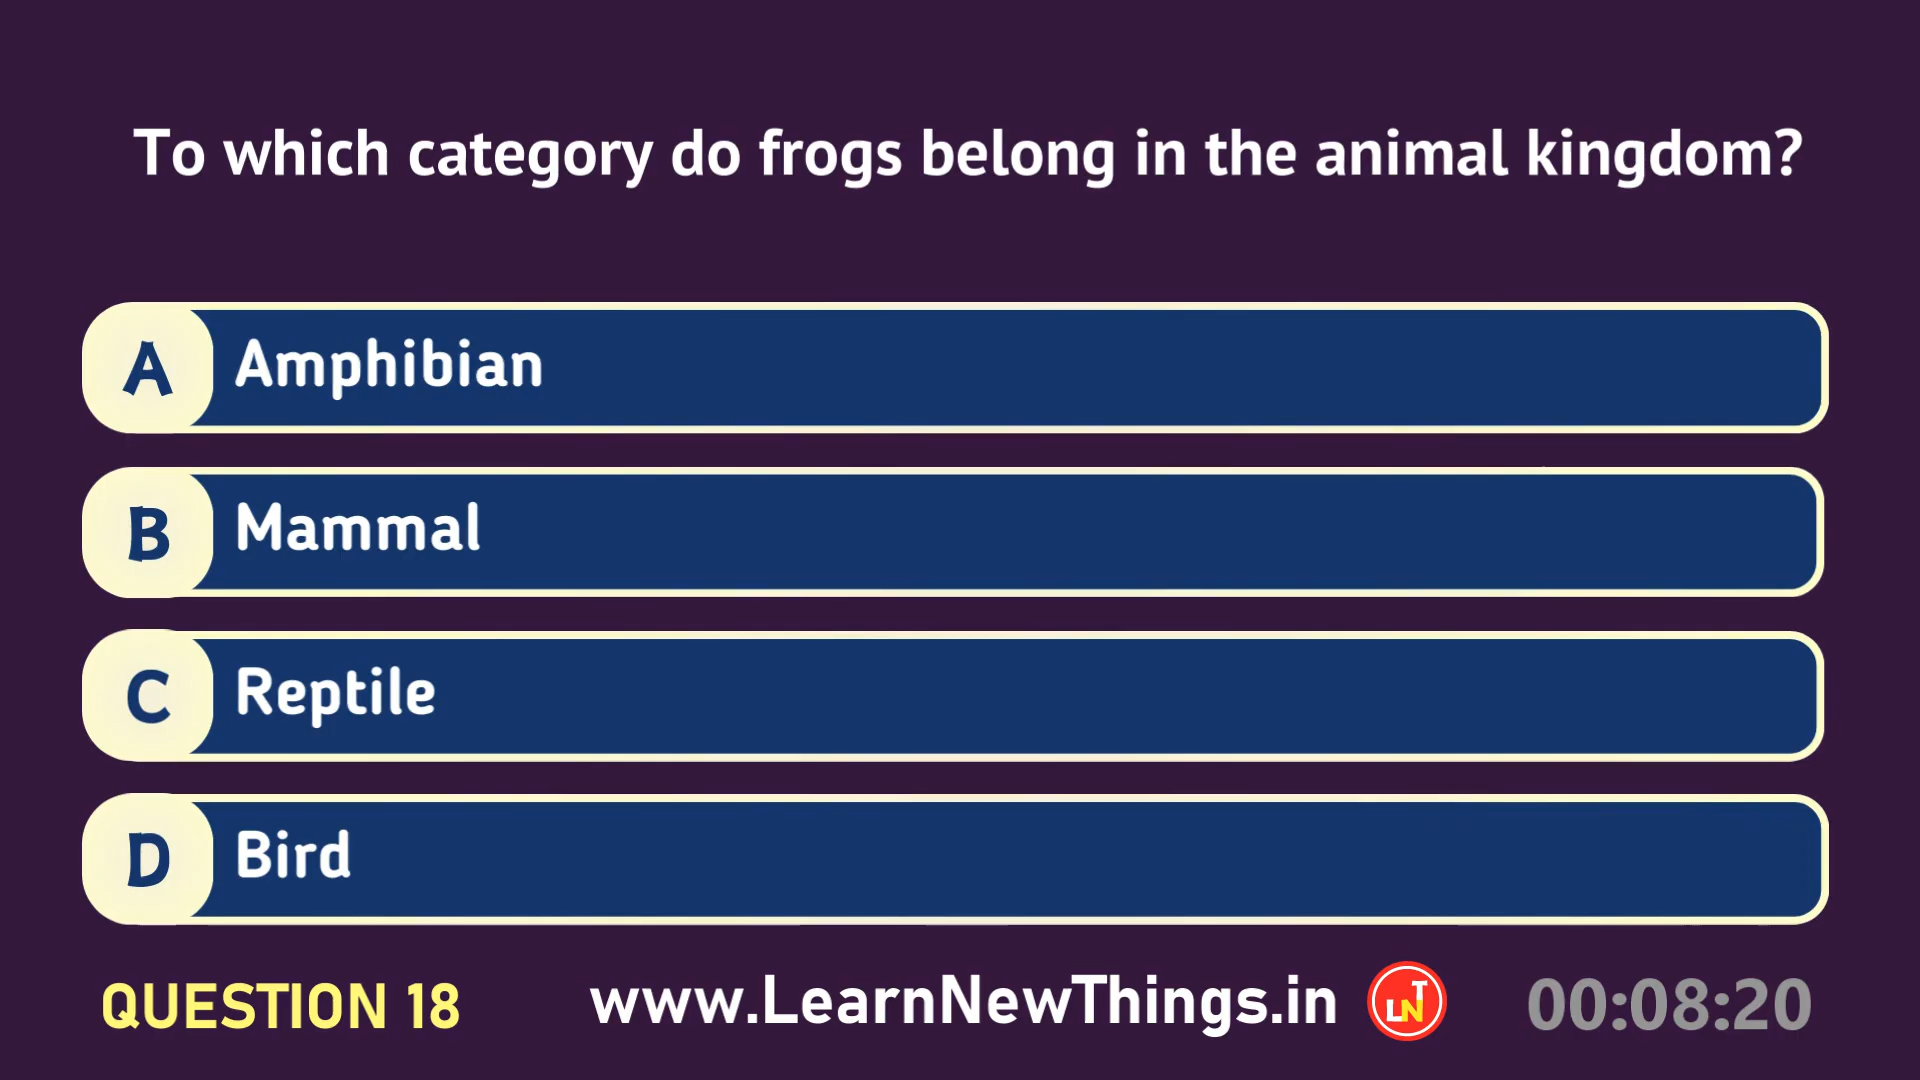 To which category do frogs belong in the animal kingdom?
A Amphibian
B Mammal
C Reptile
D Bird
QUESTION 18 www.LearnNewThings.in LNT 00:08:20